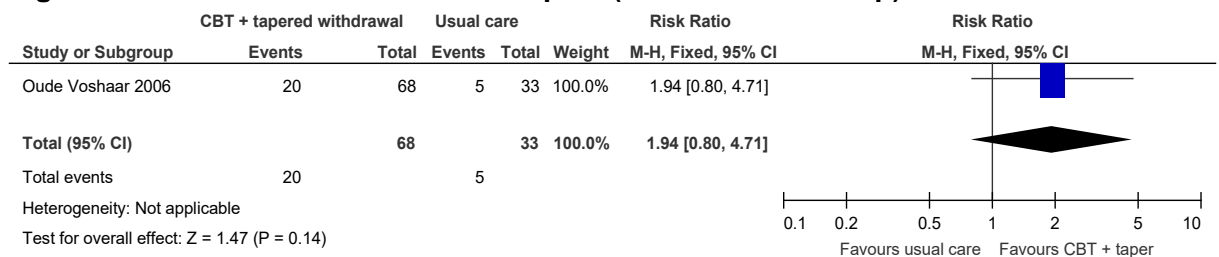 CBT + tapered withdrawal Usual care Risk Ratio Risk Ratio
Study or Subgroup Events Total Events Total Weight M-H, Fixed, 95% CI M-H, Fixed, 95% CI
Oude Voshaar 2006 20 68 5 33 100.0% 1.94 [0.80, 4.71]
Total (95% CI) 68 33 100.0% 1.94 [0.80, 4.71]
Total events 20 5
Heterogeneity: Not applicable
Test for overall effect: Z = 1.47 (P = 0.14)
0.1 0.2 0.5 1 2 5 10
Favours usual care Favours CBT + taper